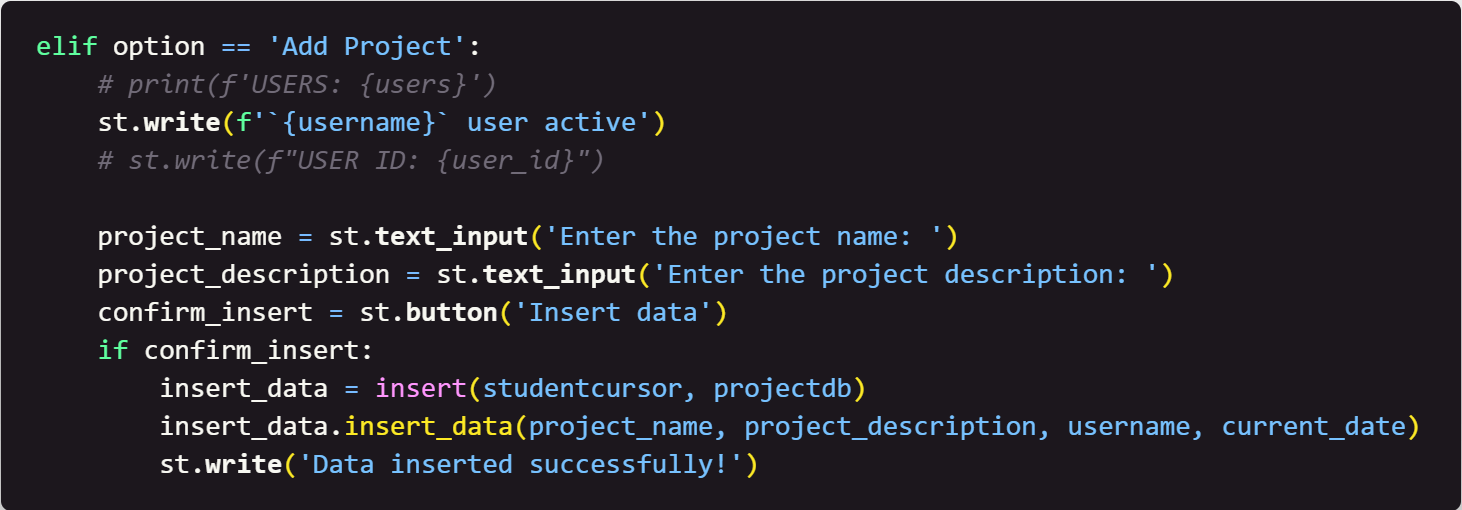 elif option == 'Add Project':
    # print(f'USERS: {users}')
    st.write(f'`{username}` user active')
    # st.write(f"USER ID: {user_id}")

    project_name = st.text_input('Enter the project name: ')
    project_description = st.text_input('Enter the project description: ')
    confirm_insert = st.button('Insert data')
    if confirm_insert:
        insert_data = insert(studentcursor, projectdb)
        insert_data.insert_data(project_name, project_description, username, current_date)
        st.write('Data inserted successfully!')